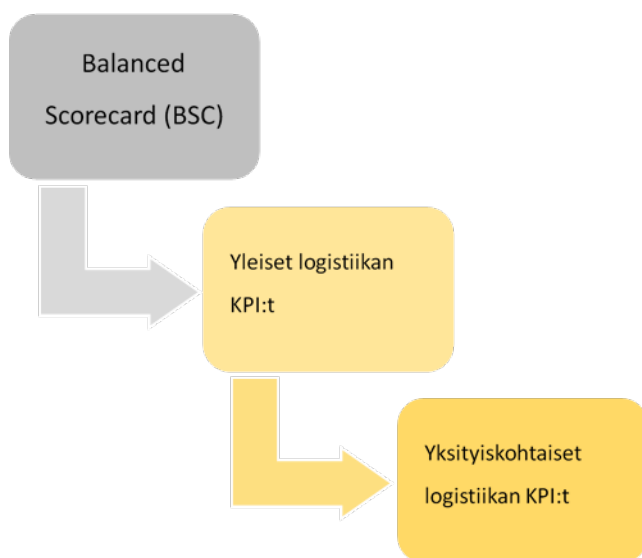 Balanced
Scorecard (BSC)
Yleiset logistiikan
KPI:t
Yksityiskohtaiset
logistiikan KPI:t